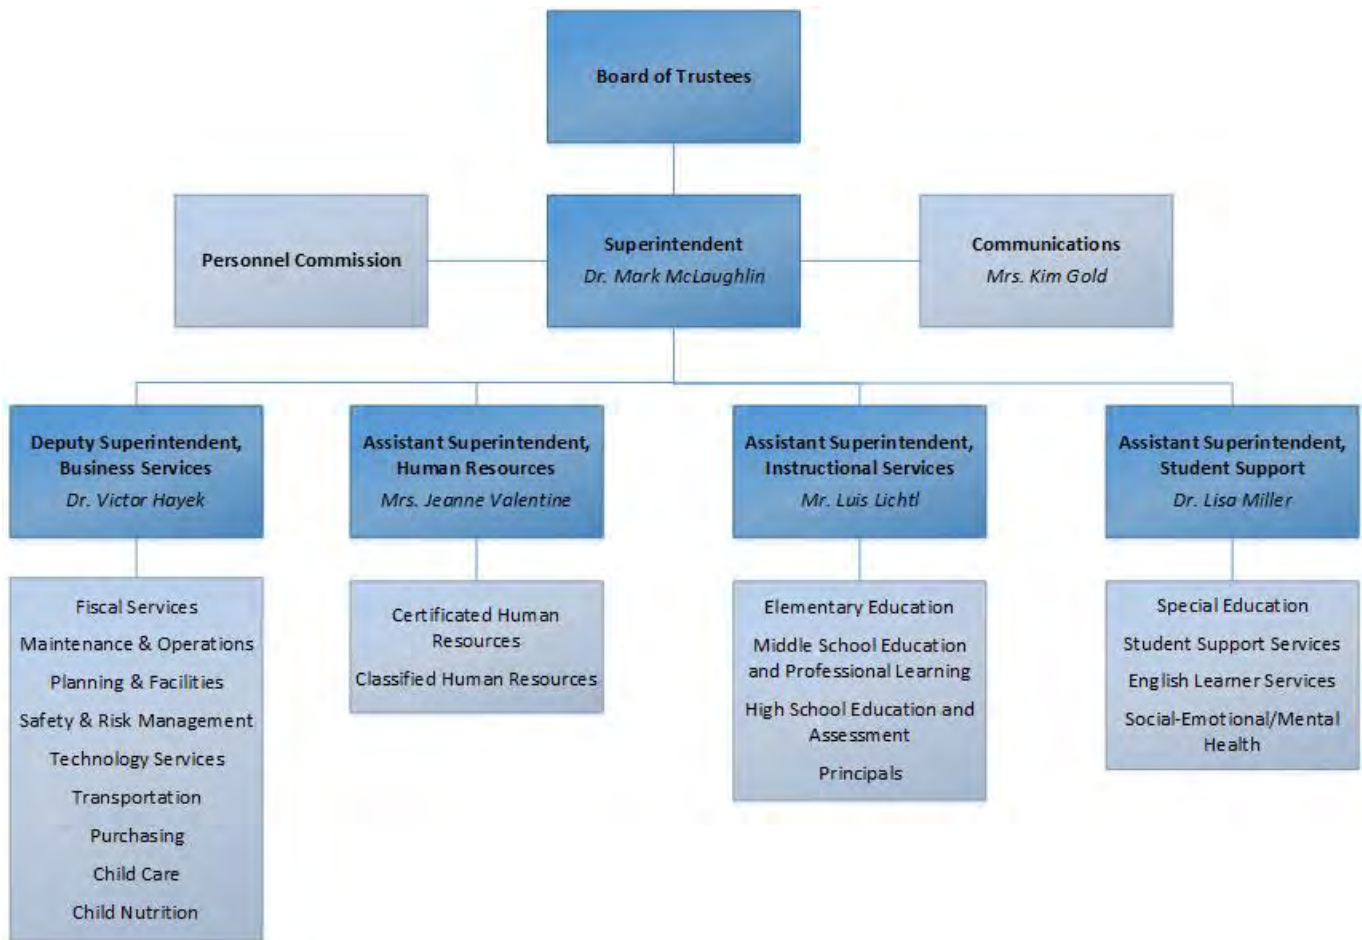 Board of Trustees
Personnel Commission
Superintendent
Dr. Mark McLaughlin
Communications
Mrs. Kim Gold
Deputy Superintendent,
Business Services
Dr. Victor Hayek
Assistant Superintendent,
Human Resources
Mrs. Jeanne Valentine
Assistant Superintendent,
Instructional Services
Mr. Luis Lichtl
Assistant Superintendent,
Student Support
Dr. Lisa Miller
Fiscal Services
Maintenance & Operations
Planning & Facilities
Safety & Risk Management
Technology Services
Transportation
Purchasing
Child Care
Child Nutrition
Certificated Human
Resources
Classified Human Resources
Elementary Education
Middle School Education
and Professional Learning
High School Education and
Assessment
Principals
Special Education
Student Support Services
English Learner Services
Social-Emotional/Mental
Health